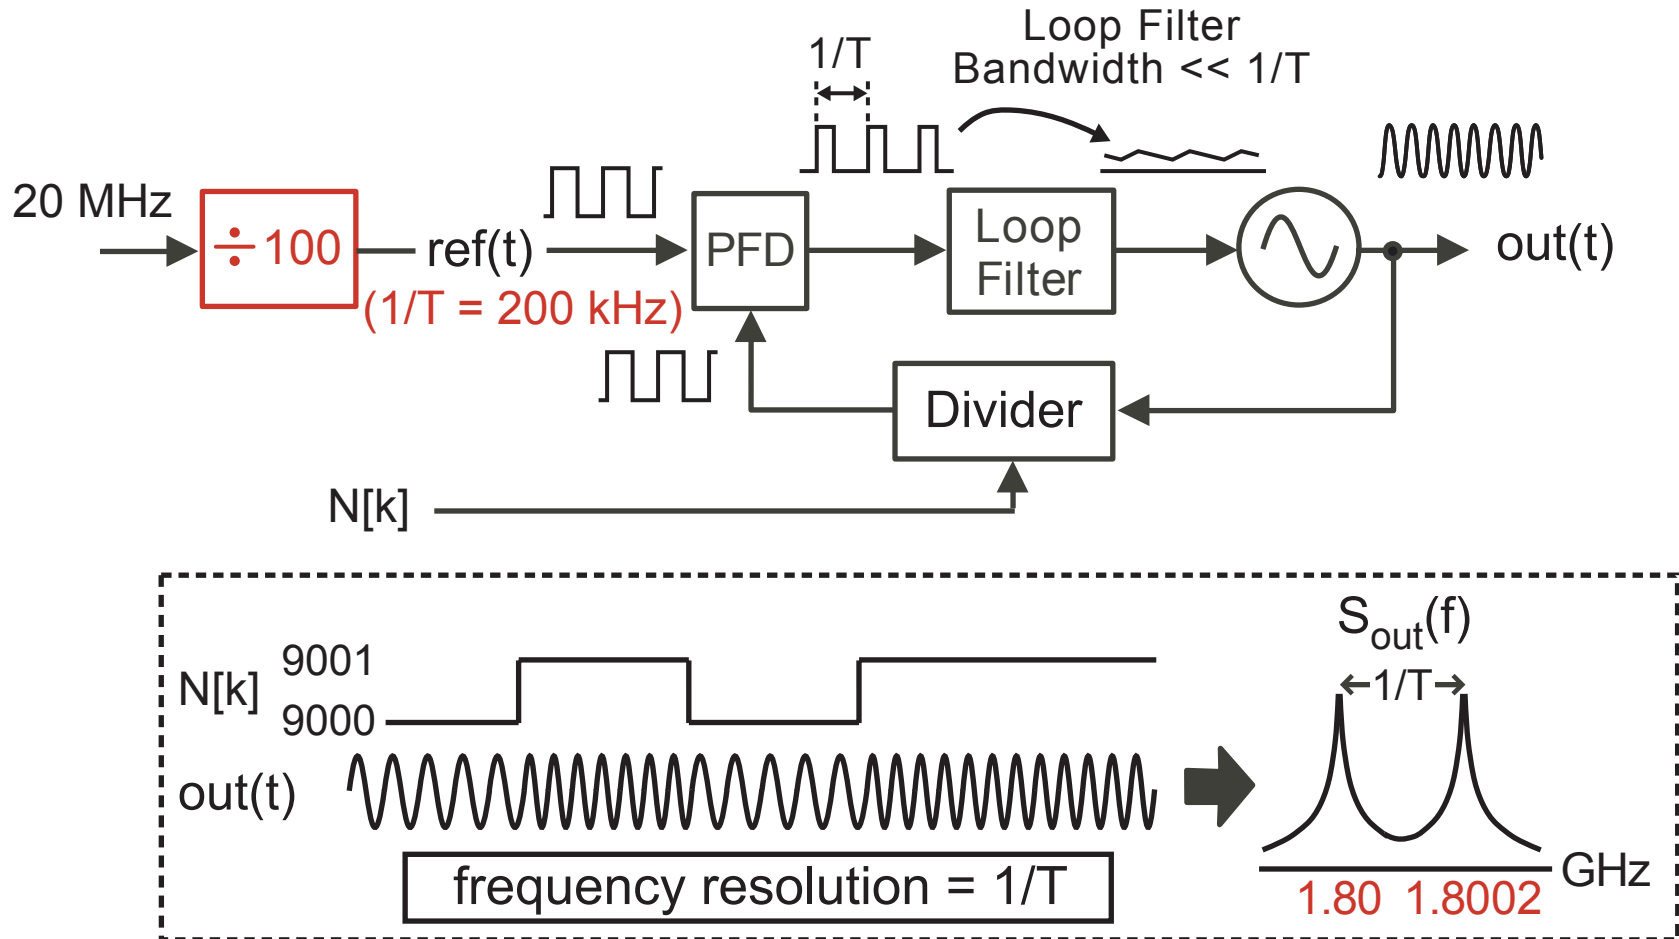 Loop Filter
Bandwidth << 1/T
1/T
20 MHz
÷ 100
ref(t)
(1/T = 200 kHz)
PFD
Loop
Filter
out(t)
Divider
N[k]
S_out(f)
1/T
N[k]
9001
9000
out(t)
frequency resolution = 1/T
GHz
1.80 1.8002